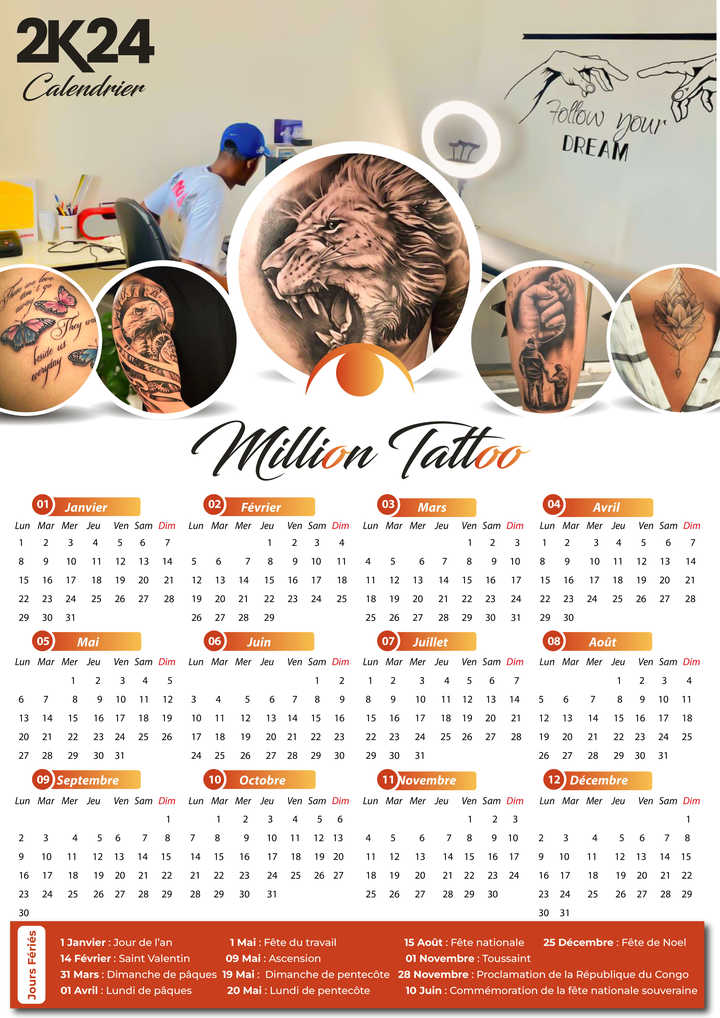 2K24
Calendrier
Follow your
DREAM
away
They
beside us
everyday
Million Tattoo
01 Janvier
Lun Mar Mer Jeu Ven Sam Dim
1 2 3 4 5 6 7
8 9 10 11 12 13 14
15 16 17 18 19 20 21
22 23 24 25 26 27 28
29 30 31
02 Février
Lun Mar Mer Jeu Ven Sam Dim
1 2 3 4
5 6 7 8 9 10 11
12 13 14 15 16 17 18
19 20 21 22 23 24 25
26 27 28 29
03 Mars
Lun Mar Mer Jeu Ven Sam Dim
1 2 3
4 5 6 7 8 9 10
11 12 13 14 15 16 17
18 19 20 21 22 23 24
25 26 27 28 29 30 31
04 Avril
Lun Mar Mer Jeu Ven Sam Dim
1 2 3 4 5 6 7
8 9 10 11 12 13 14
15 16 17 18 19 20 21
22 23 24 25 26 27 28
29 30
05 Mai
Lun Mar Mer Jeu Ven Sam Dim
1 2 3 4 5
6 7 8 9 10 11 12
13 14 15 16 17 18 19
20 21 22 23 24 25 26
27 28 29 30 31
06 Juin
Lun Mar Mer Jeu Ven Sam Dim
1 2
3 4 5 6 7 8 9
10 11 12 13 14 15 16
17 18 19 20 21 22 23
24 25 26 27 28 29 30
07 Juillet
Lun Mar Mer Jeu Ven Sam Dim
1 2 3 4 5 6 7
8 9 10 11 12 13 14
15 16 17 18 19 20 21
22 23 24 25 26 27 28
29 30 31
08 Août
Lun Mar Mer Jeu Ven Sam Dim
1 2 3 4
5 6 7 8 9 10 11
12 13 14 15 16 17 18
19 20 21 22 23 24 25
26 27 28 29 30 31
09 Septembre
Lun Mar Mer Jeu Ven Sam Dim
1
2 3 4 5 6 7 8
9 10 11 12 13 14 15
16 17 18 19 20 21 22
23 24 25 26 27 28 29
30
10 Octobre
Lun Mar Mer Jeu Ven Sam Dim
1 2 3 4 5 6
7 8 9 10 11 12 13
14 15 16 17 18 19 20
21 22 23 24 25 26 27
28 29 30 31
11 Novembre
Lun Mar Mer Jeu Ven Sam Dim
1 2 3
4 5 6 7 8 9 10
11 12 13 14 15 16 17
18 19 20 21 22 23 24
25 26 27 28 29 30
12 Décembre
Lun Mar Mer Jeu Ven Sam Dim
1
2 3 4 5 6 7 8
9 10 11 12 13 14 15
16 17 18 19 20 21 22
23 24 25 26 27 28 29
30 31
Jours Fériés
1 Janvier : Jour de l'an
14 Février : Saint Valentin
31 Mars : Dimanche de pâques
01 Avril : Lundi de pâques
1 Mai : Fête du travail
09 Mai : Ascension
19 Mai : Dimanche de pentecôte
20 Mai : Lundi de pentecôte
15 Août : Fête nationale
25 Décembre : Fête de Noel
01 Novembre : Toussaint
28 Novembre : Proclamation de la République du Congo
10 Juin : Commémoration de la fête nationale souveraine